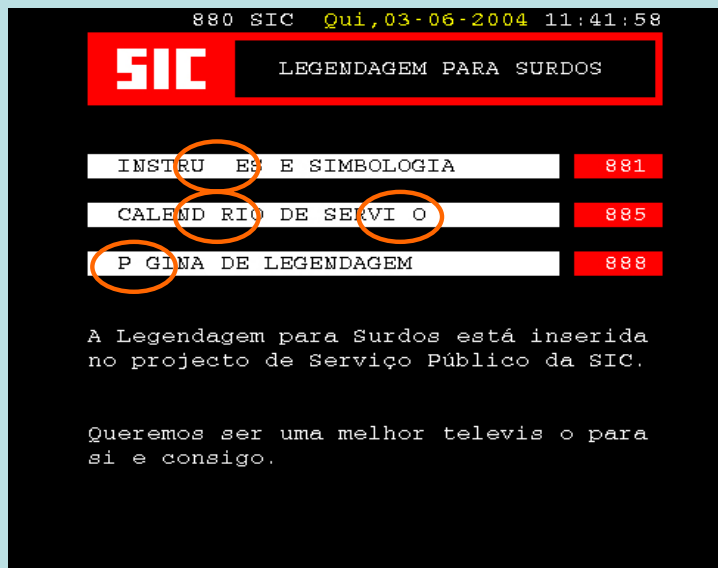 880 SIC Qui,03-06-2004 11:41:58
SIC LEGENDAGEM PARA SURDOS
INSTRU  ES E SIMBOLOGIA 881
CALEND RIO DE SERVI O 885
P GINA DE LEGENDAGEM 888
A Legendagem para Surdos está inserida
no projecto de Serviço Público da SIC.
Queremos ser uma melhor televis o para
si e consigo.